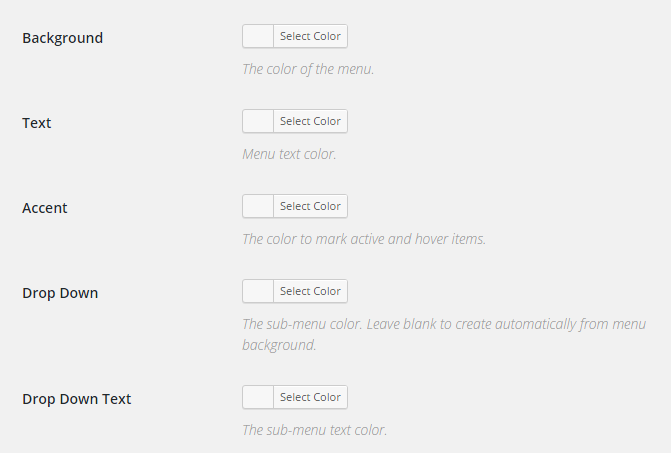 Background
Select Color
The color of the menu.
Text
Select Color
Menu text color.
Accent
Select Color
The color to mark active and hover items.
Drop Down
Select Color
The sub-menu color. Leave blank to create automatically from menu
background.
Drop Down Text
Select Color
The sub-menu text color.